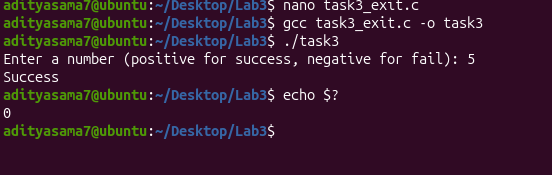 adityasama7@ubuntu:~/Desktop/Lab3$ nano task3_exit.c
adityasama7@ubuntu:~/Desktop/Lab3$ gcc task3_exit.c -o task3
adityasama7@ubuntu:~/Desktop/Lab3$ ./task3
Enter a number (positive for success, negative for fail): 5
Success
adityasama7@ubuntu:~/Desktop/Lab3$ echo $?
0
adityasama7@ubuntu:~/Desktop/Lab3$